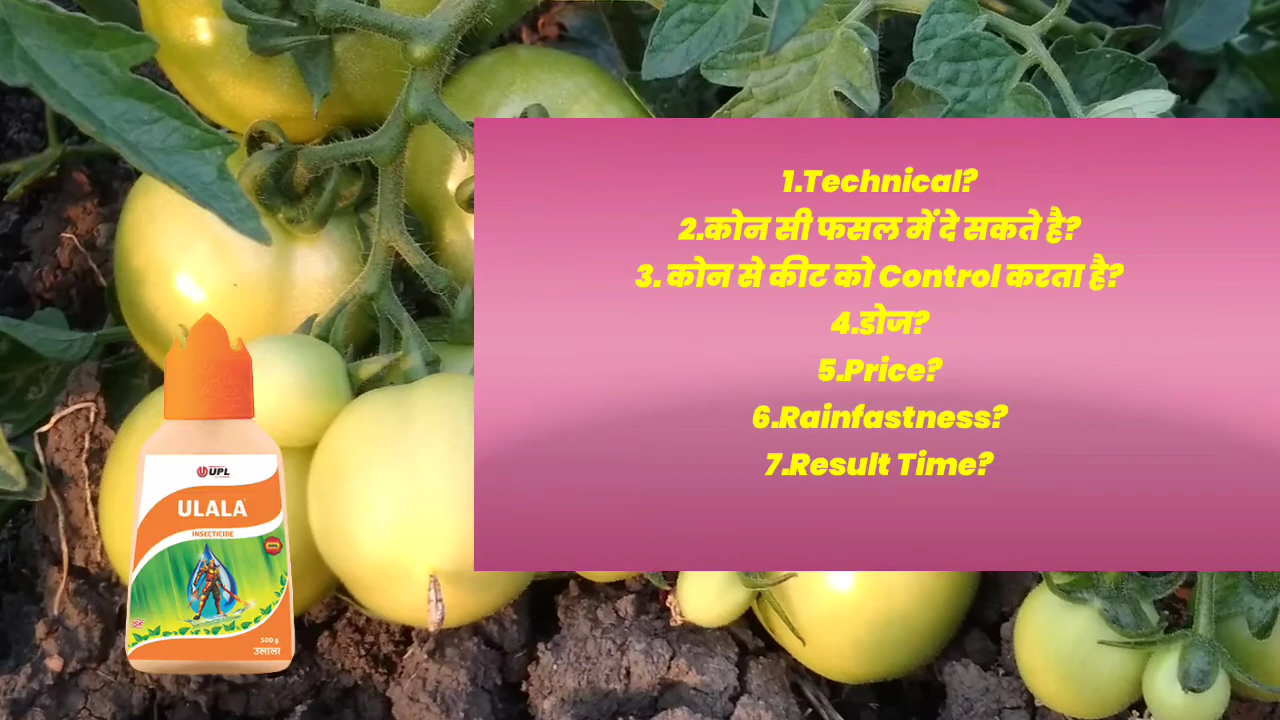 1.Technical?
2.कोन सी फसल में दे सकते है?
3. कोन से कीट को Control करता है?
4.डोज?
5.Price?
6.Rainfastness?
7.Result Time?
UPL
ULALA
INSECTICIDE
500 g
उलाला